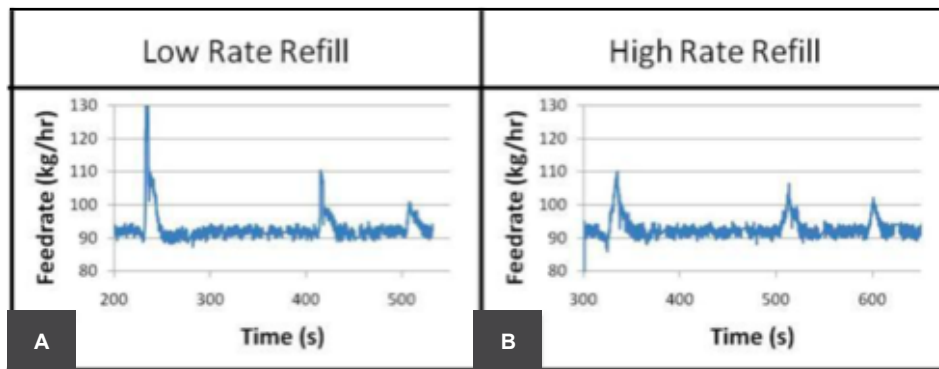 Low Rate Refill
High Rate Refill
Feedrate (kg/hr)
130
120
110
100
90
80
200
300
400
500
Time (s)
A
Feedrate (kg/hr)
130
120
110
100
90
80
300
400
500
600
Time (s)
B